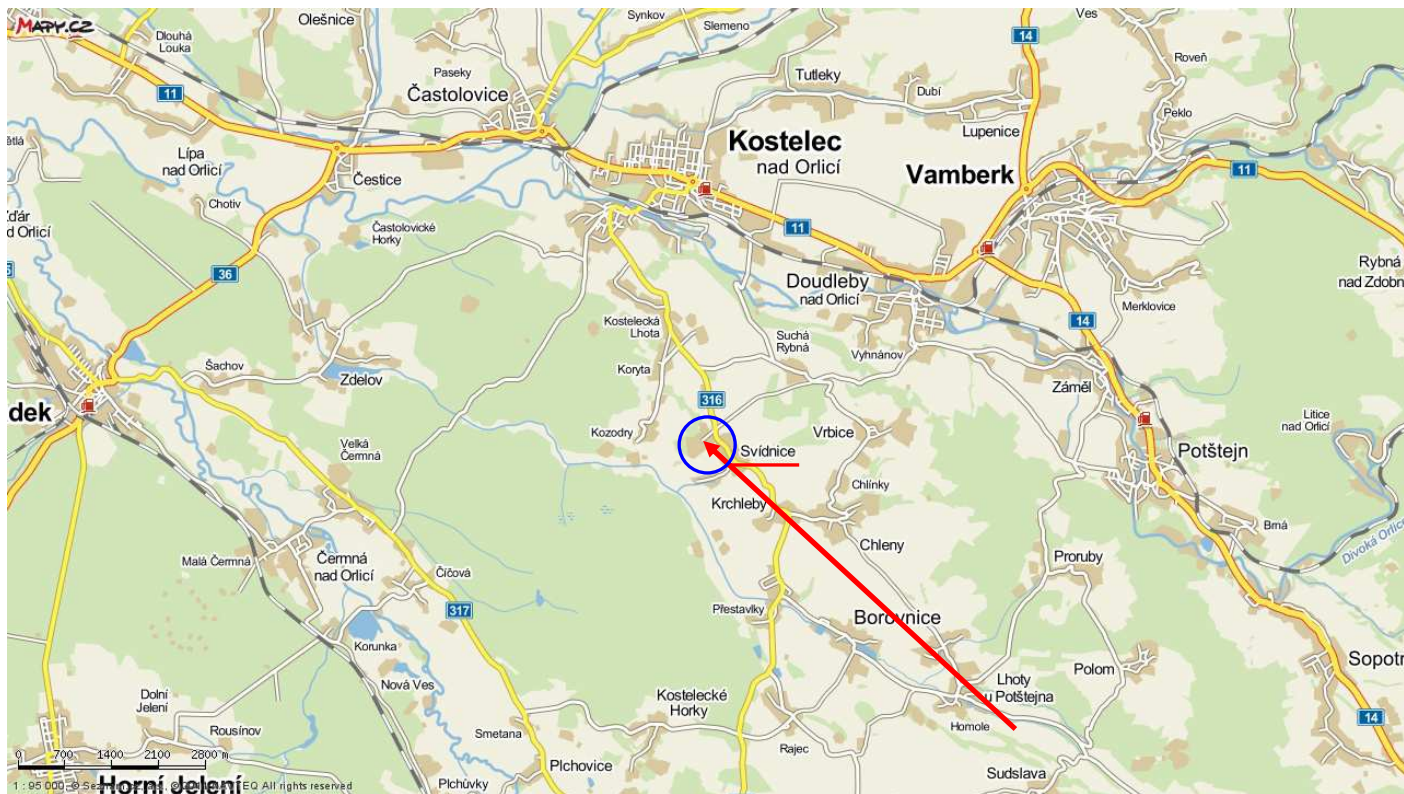 MAPY.CZ
Olešnice
Synkov
Slemeno
Ves
14
Dlouhá
Louka
Roveň
Paseky
Tutleky
Dubí
11
Častolovice
Peklo
Lupenice
Kostelec
nad Orlicí
Lípa
nad Orlicí
Vamberk
11
Čestice
Chotiv
Častolovické
Horky
11
d Orlicí
36
Rybná
nad Zdobn
Doudleby
nad Orlicí
Merklovice
Kostelecká
Lhota
14
Suchá
Rybná
Vyhnánov
Šachov
Zdelov
Koryta
Záměl
316
dek
Litice
nad Orlicí
Kozodry
Vrbice
Velká
Čermná
Svídnice
Potštejn
Chlínky
Krchleby
Brná
Chleny
Divoká Orlice
Malá Čermná
Čermná
nad Orlicí
Číčová
Proruby
317
Přestavlky
Borovnice
Korunka
Polom
Sopotn
Nová Ves
Lhoty
u Potštejna
Dolní
Jelení
Kostelecké
Horky
14
Rousínov
Smetana
Homole
Rajec
0 700 1400 2100 2800 m
Plchovice
Sudslava
Plchůvky
Horní Jelení
1 : 95 000
All rights reserved